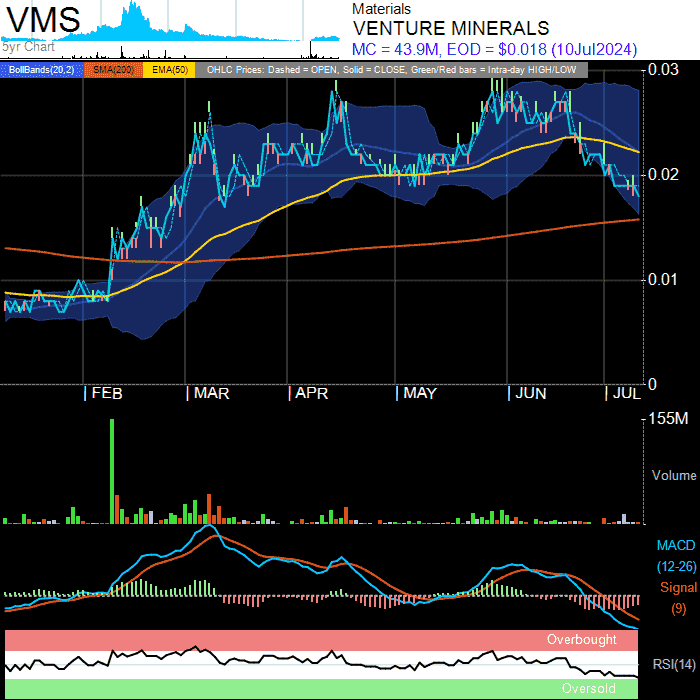 VMS
5yr Chart
Materials
VENTURE MINERALS
MC = 43.9M, EOD = $0.018 (10Jul2024)
BollBands(20,2) SMA(200) EMA(50) OHLC Prices: Dashed = OPEN, Solid = CLOSE, Green/Red bars = Intra-day HIGH/LOW
0.03
0.02
0.01
0
FEB MAR APR MAY JUN JUL
155M
Volume
MACD
(12-26)
Signal
(9)
Overbought
RSI(14)
Oversold